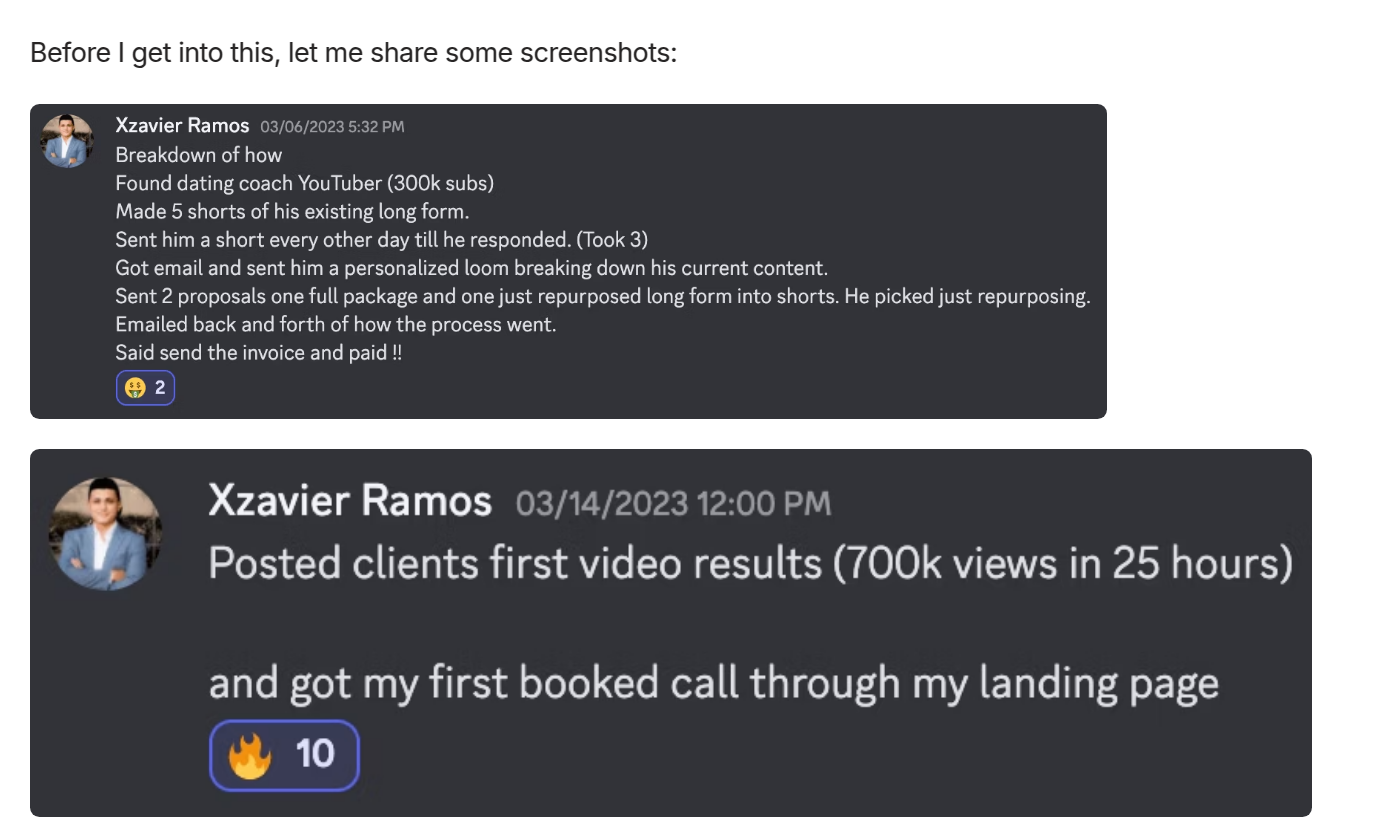 Before I get into this, let me share some screenshots:
Xzavier Ramos 03/06/2023 5:32 PM
Breakdown of how
Found dating coach YouTuber (300k subs)
Made 5 shorts of his existing long form.
Sent him a short every other day till he responded. (Took 3)
Got email and sent him a personalized loom breaking down his current content.
Sent 2 proposals one full package and one just repurposed long form into shorts. He picked just repurposing.
Emailed back and forth of how the process went.
Said send the invoice and paid !!
🤑 2
Xzavier Ramos 03/14/2023 12:00 PM
Posted clients first video results (700k views in 25 hours)
and got my first booked call through my landing page
🔥 10